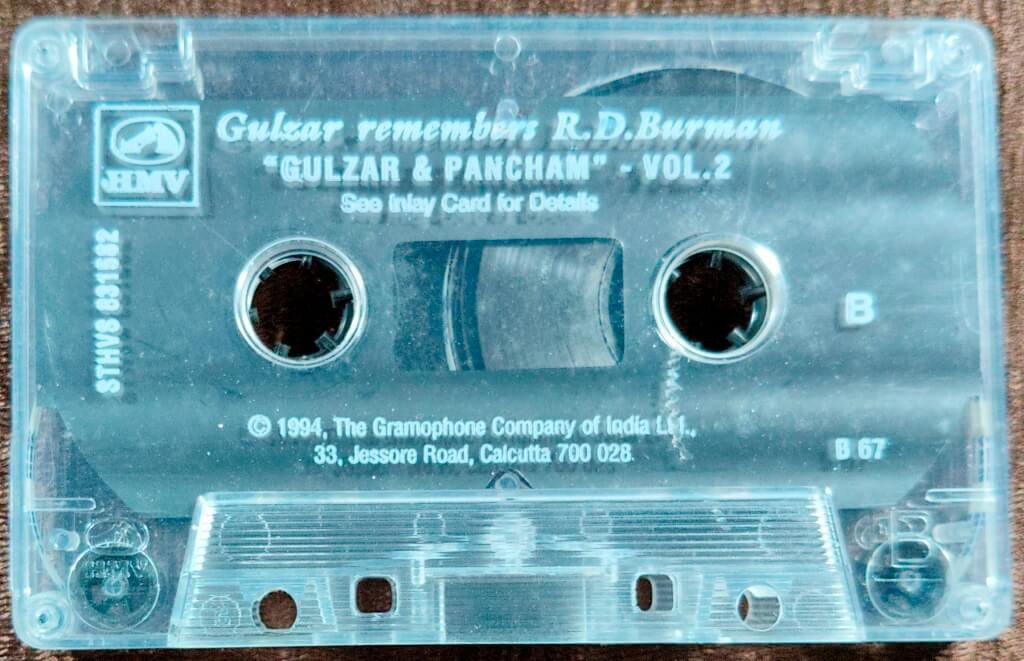 Gulzar remembers R.D.Burman
HMV
"GULZAR & PANCHAM" - VOL.2
See Inlay Card for Details
STHVS 831882
B
© 1994, The Gramophone Company of India Ltd.,
33, Jessore Road, Calcutta 700 028.
B 67